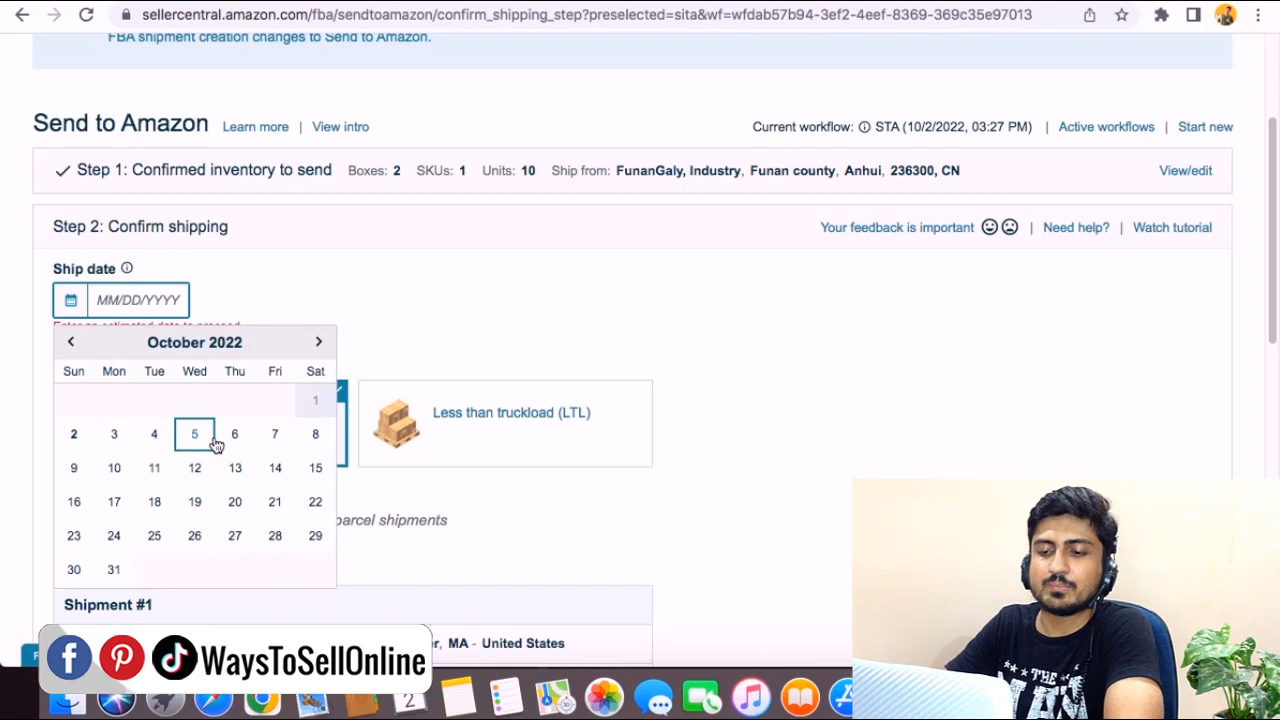 sellercentral.amazon.com/fba/sendtoamazon/confirm_shipping_step?preselected=sita&wf=wfdab57b94-3ef2-4eef-8369-369c35e97013
FBA shipment creation changes to Send to Amazon.
Send to Amazon Learn more | View intro Current workflow: STA (10/2/2022, 03:27 PM) | Active workflows | Start new
Step 1: Confirmed inventory to send Boxes: 2 SKUs: 1 Units: 10 Ship from: FunanGaly, Industry, Funan county, Anhui, 236300, CN View/edit
Step 2: Confirm shipping Your feedback is important | Need help? | Watch tutorial
Ship date
MM/DD/YYYY
October 2022
Sun Mon Tue Wed Thu Fri Sat
1
2 3 4 5 6 7 8
9 10 11 12 13 14 15
16 17 18 19 20 21 22
23 24 25 26 27 28 29
30 31
Less than truckload (LTL)
parcel shipments
Shipment #1
MA - United States
WaysToSellOnline
2
THE